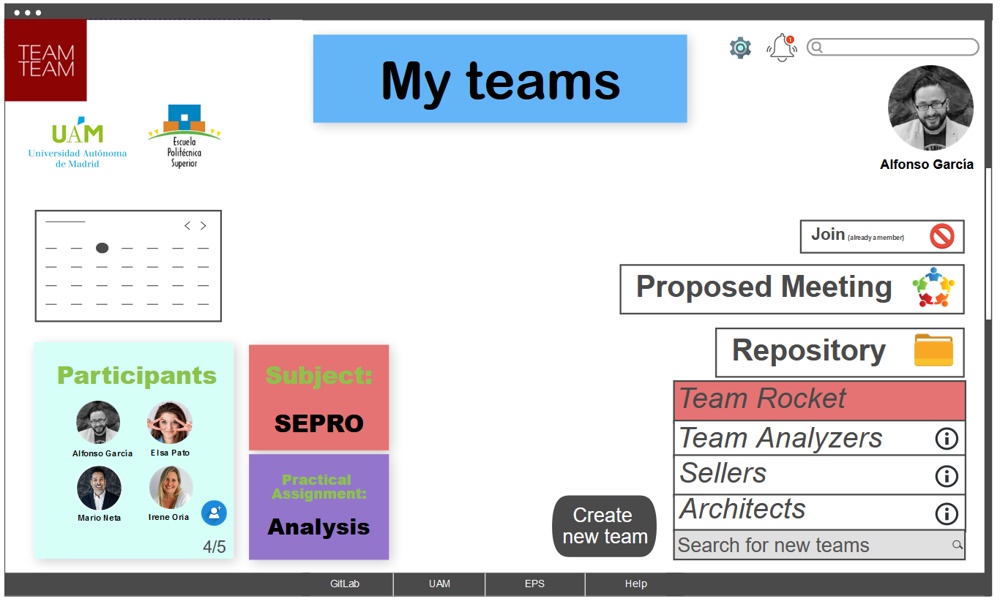 TEAM
TEAM
My teams
1
UAM
Universidad Autónoma
de Madrid
Escuela
Politécnica
Superior
Alfonso García
Join (already a member)
Proposed Meeting
Repository
Participants
Alfonso García
Elsa Pato
Mario Neta
Irene Oria
4/5
Subject:
SEPRO
Practical
Assignment:
Analysis
Create
new team
Team Rocket
Team Analyzers
Sellers
Architects
Search for new teams
GitLab
UAM
EPS
Help